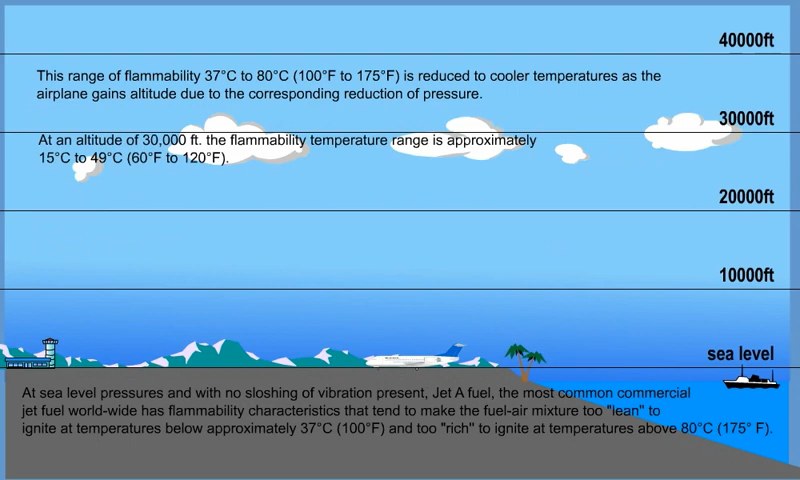 40000ft
This range of flammability 37°C to 80°C (100°F to 175°F) is reduced to cooler temperatures as the
airplane gains altitude due to the corresponding reduction of pressure.
30000ft
At an altitude of 30,000 ft. the flammability temperature range is approximately
15°C to 49°C (60°F to 120°F).
20000ft
10000ft
sea level
At sea level pressures and with no sloshing of vibration present, Jet A fuel, the most common commercial
jet fuel world-wide has flammability characteristics that tend to make the fuel-air mixture too "lean" to
ignite at temperatures below approximately 37°C (100°F) and too "rich" to ignite at temperatures above 80°C (175° F).